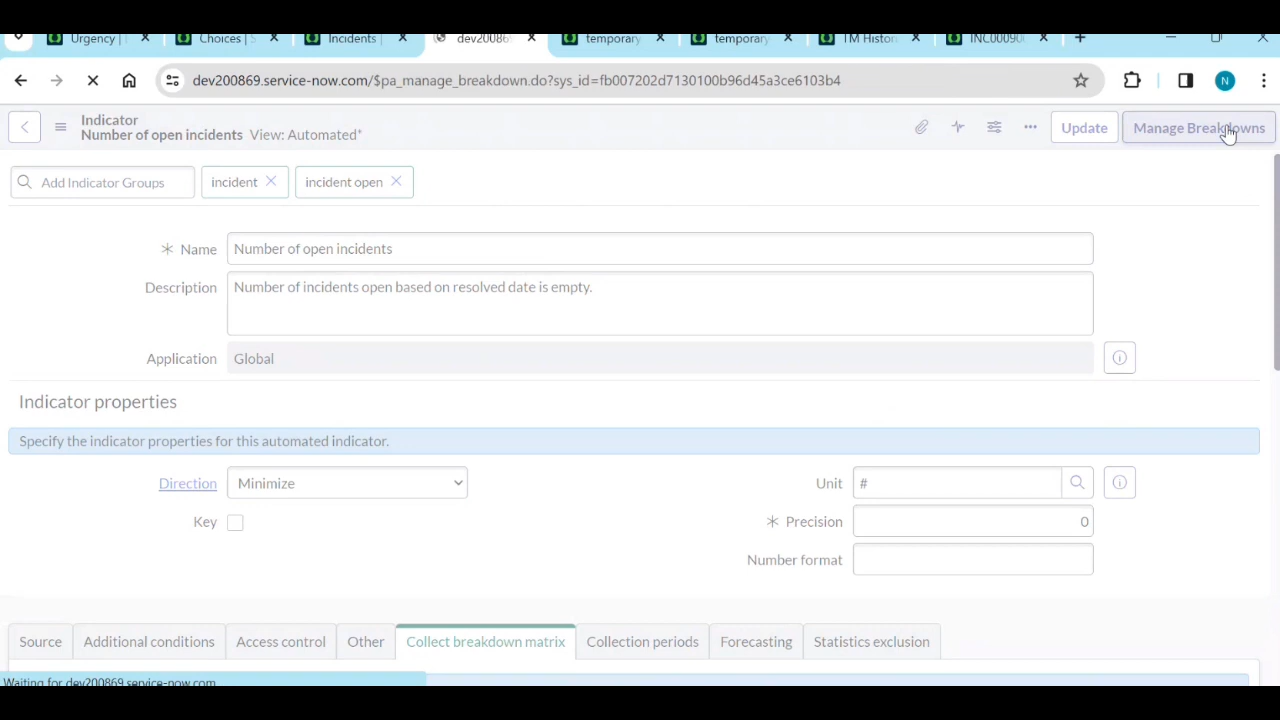 Urgency |
Choices | S
Incidents |
dev200869
temporary
temporary
TM Histor
INC00090
dev200869.service-now.com/$pa_manage_breakdown.do?sys_id=fb007202d7130100b96d45a3ce6103b4
N
Indicator
Number of open incidents View: Automated*
Update
Manage Breakdowns
Add Indicator Groups
incident
incident open
Name
Number of open incidents
Description
Number of incidents open based on resolved date is empty.
Application
Global
Indicator properties
Specify the indicator properties for this automated indicator.
Direction
Minimize
Unit
#
Key
Precision
0
Number format
Source
Additional conditions
Access control
Other
Collect breakdown matrix
Collection periods
Forecasting
Statistics exclusion
Waiting for dev200869.service-now.com